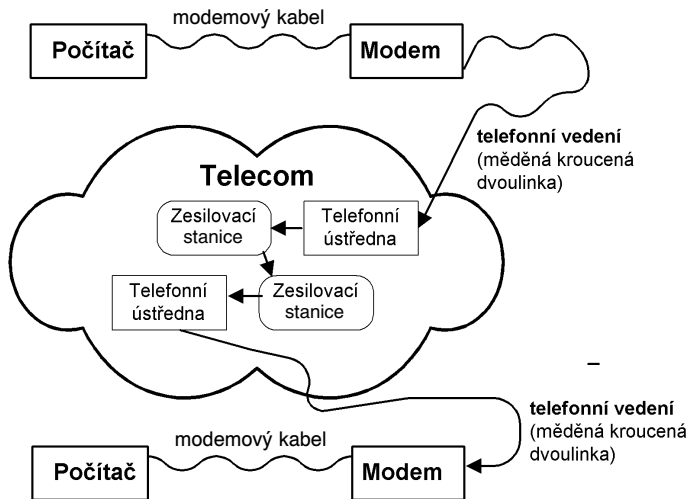 modemový kabel
Počítač
Modem
telefonní vedení
(měděná kroucená
dvoulinka)
Telecom
Zesilovací
stanice
Telefonní
ústředna
Telefonní
ústředna
Zesilovací
stanice
telefonní vedení
(měděná kroucená
dvoulinka)
modemový kabel
Počítač
Modem